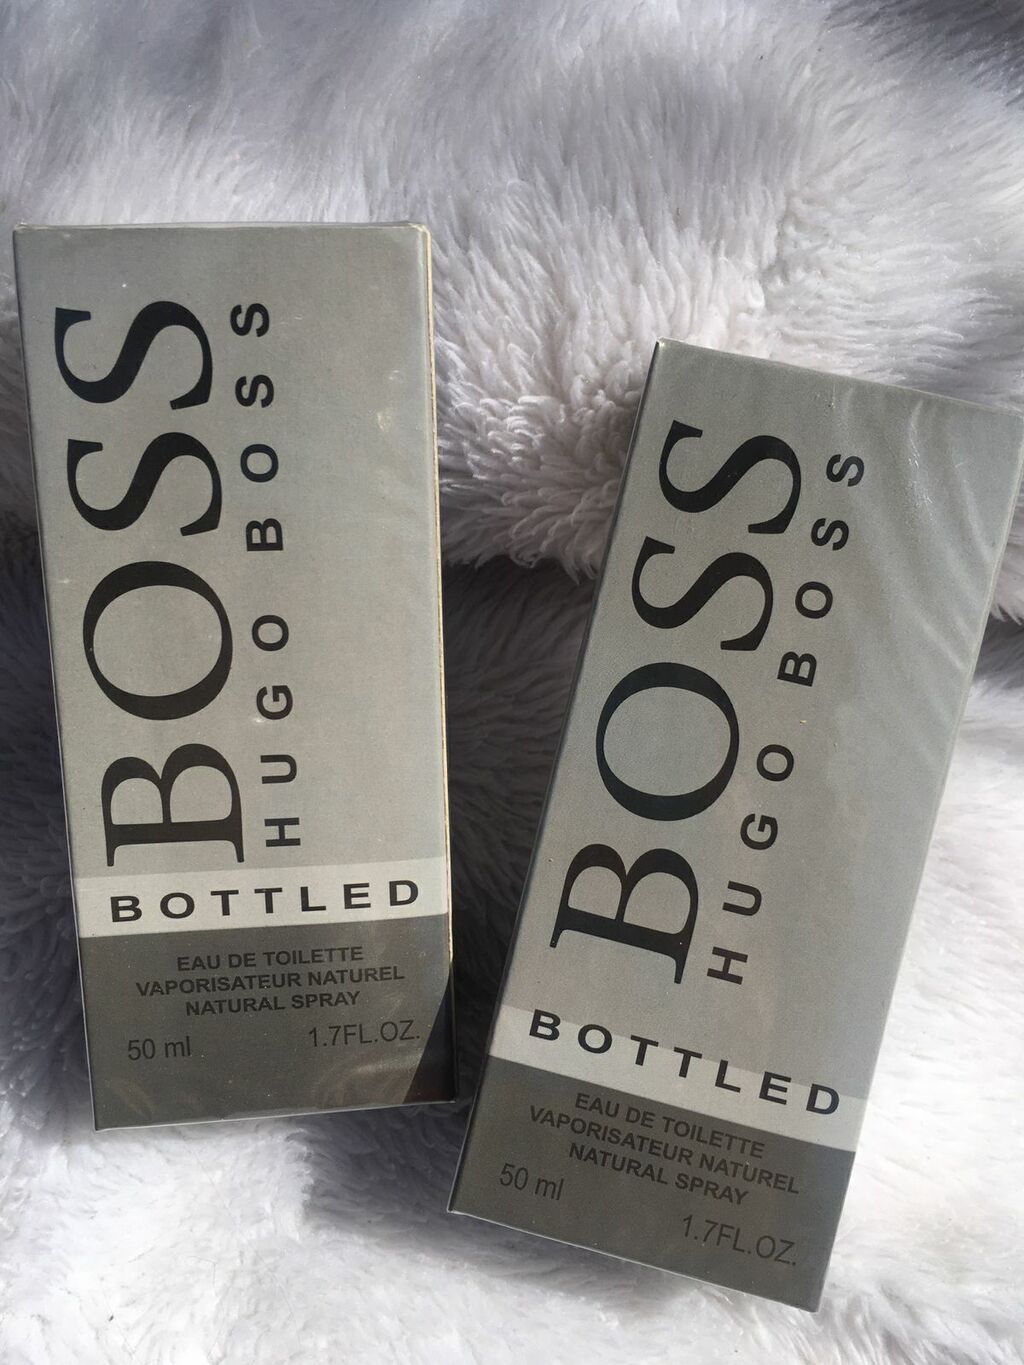 BOSS
HUGO BOSS
BOTTLED
EAU DE TOILETTE
VAPORISATEUR NATUREL
NATURAL SPRAY
50 ml 1.7FL.OZ.
BOSS
HUGO BOSS
BOTTLED
EAU DE TOILETTE
VAPORISATEUR NATUREL
NATURAL SPRAY
50 ml 1.7FL.OZ.